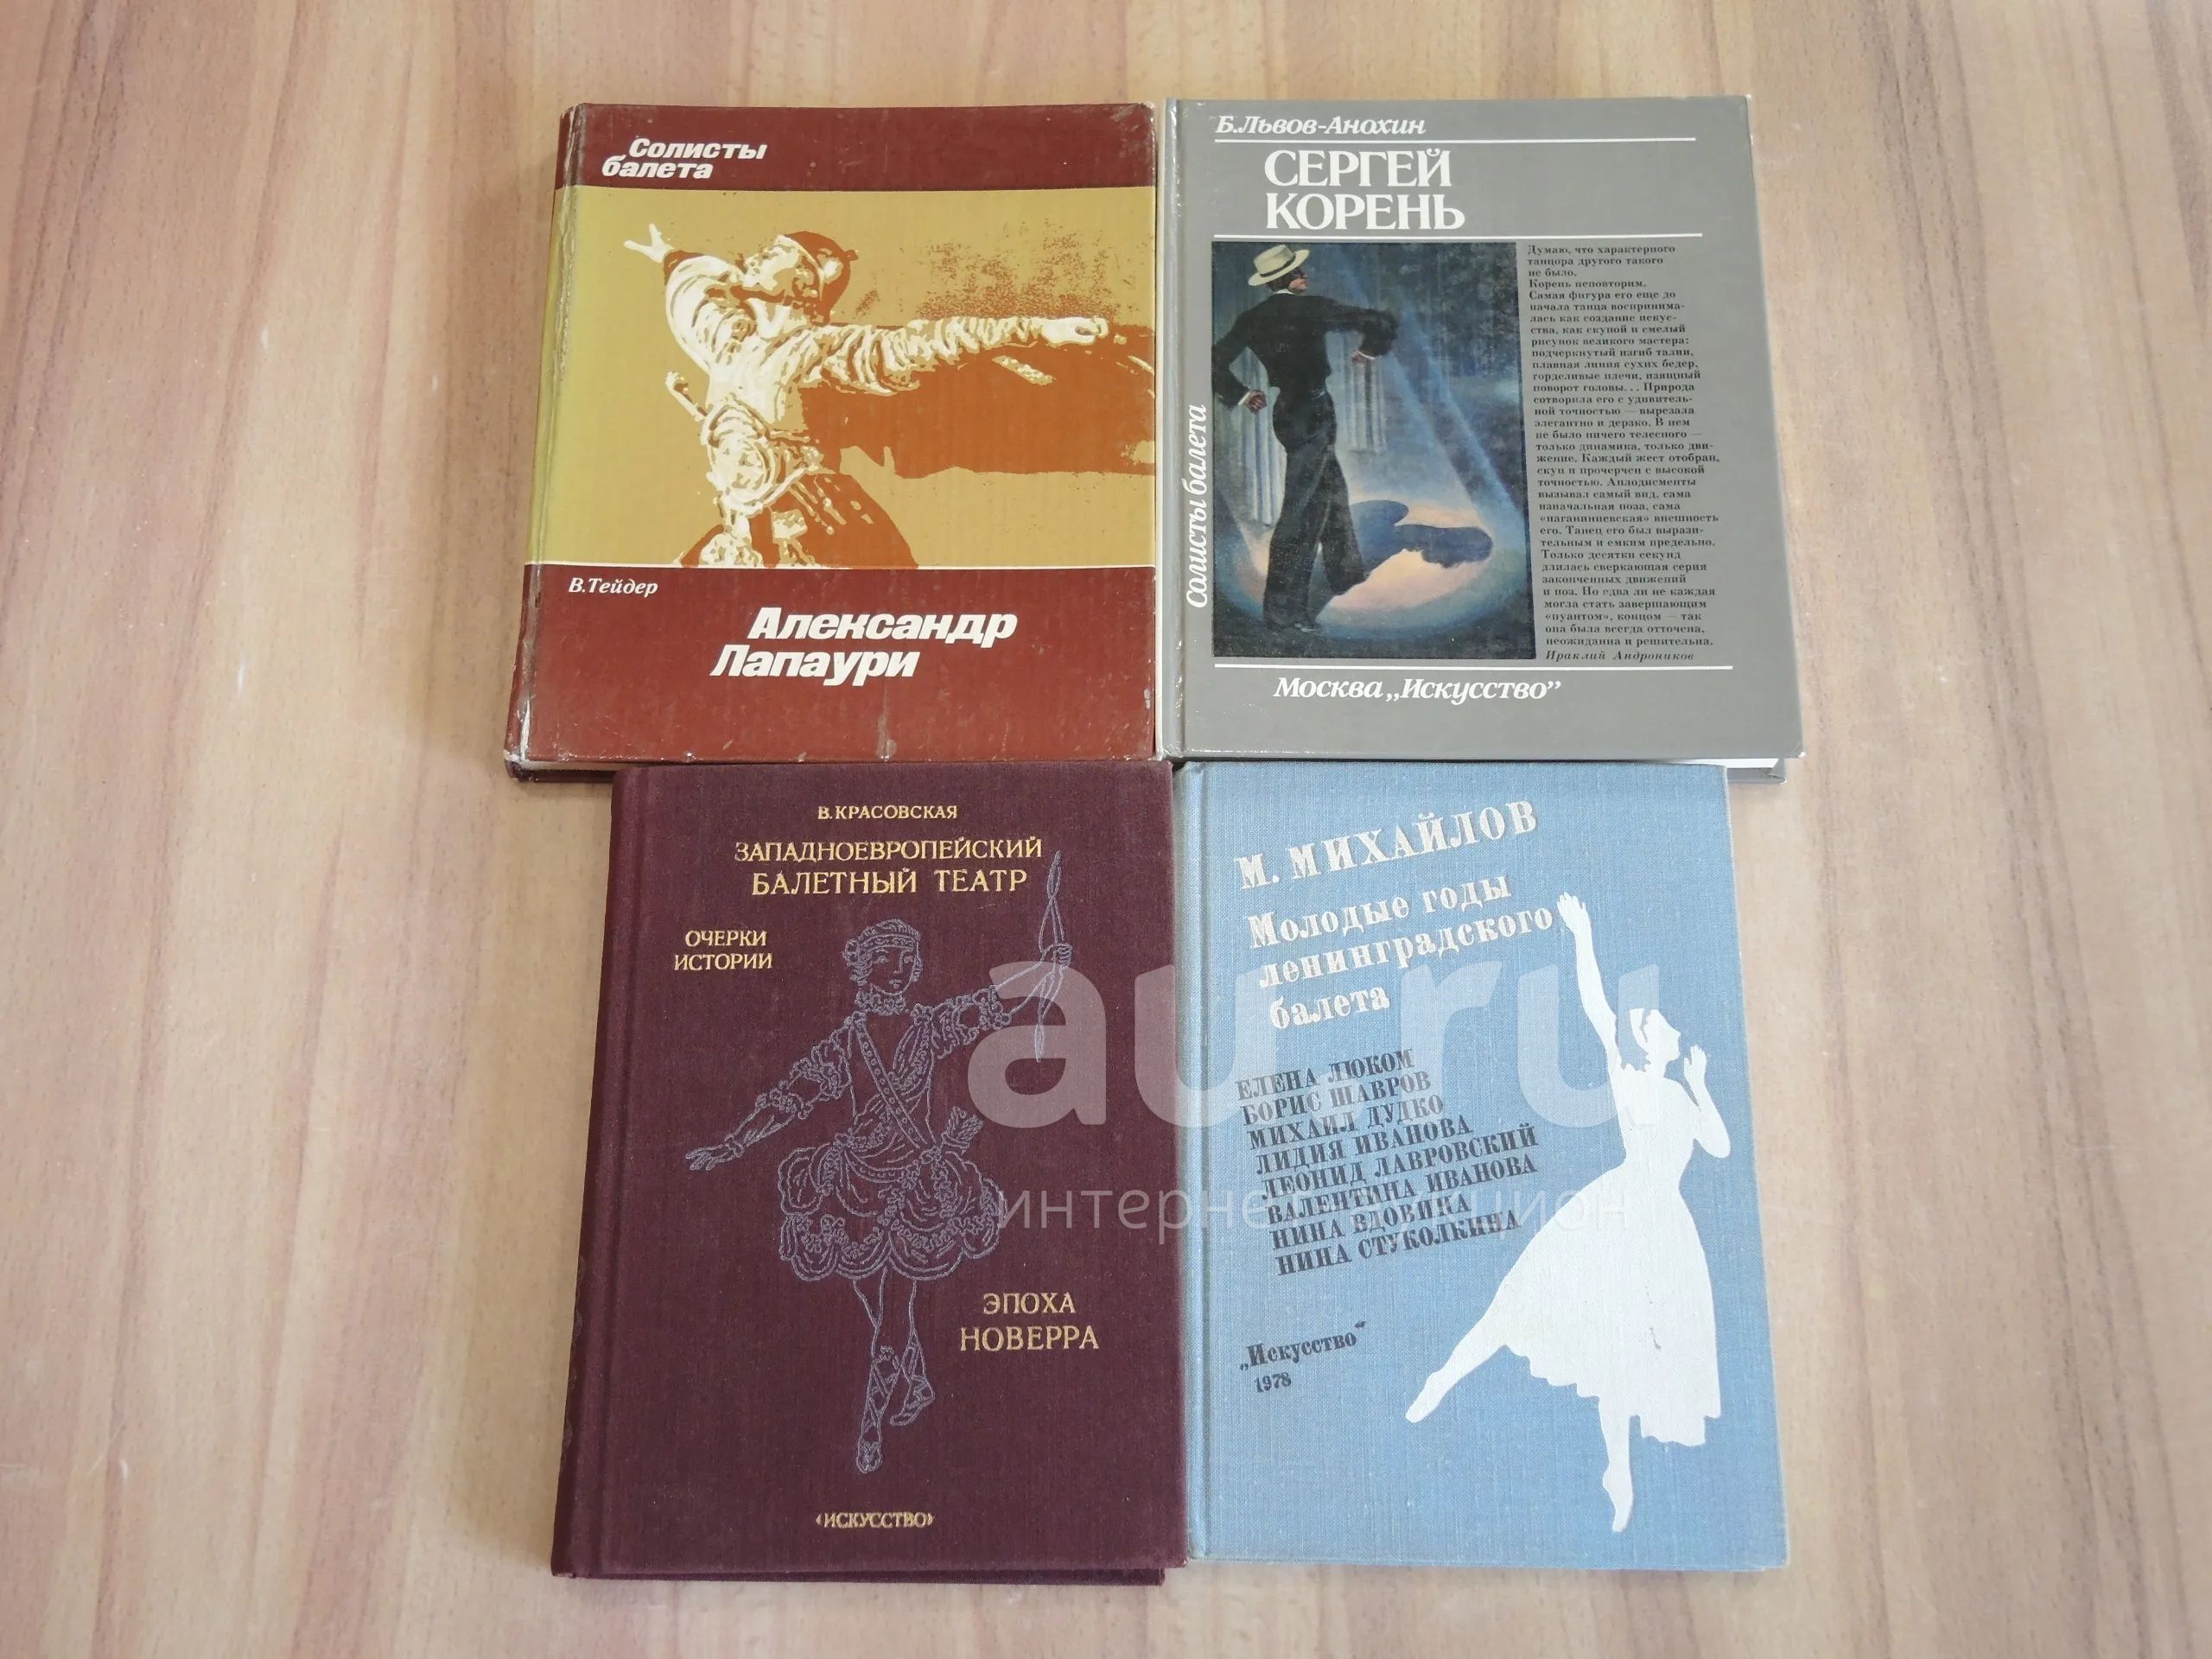 Солисты
балета
В.Тейдер
Александр
Лапаури
Б.Львов-Анохин
СЕРГЕЙ
КОРЕНЬ
Солисты балета
Думаю, что характерного
танцора другого такого
не было.
Корень неповторим.
Самая фигура его еще до
начала танца воспринима-
лась как создание искус-
ства, как скупой и смелый
рисунок великого мастера:
подчеркнутый изгиб талии,
плавная линия сухих бедер,
горделивые плечи, изящный
поворот головы... Природа
сотворила его с удивитель-
ной точностью — вырезала
элегантно и дерзко. В нем
не было ничего телесного —
только динамика, только дви-
жение. Каждый жест отобран,
скуп и прочерчен с высокой
точностью. Аплодисменты
вызывал самый вид, сама
изначальная поза, сама
«паганиниевская» внешность
его. Танец его был вырази-
тельным и емким предельно.
Только десятки секунд
длилась сверкающая серия
законченных движений
и поз. Но едва ли не каждая
могла стать завершающим
«пуантом», концом — так
она была всегда отточена,
неожиданна и решительна.
Ираклий Андроников
Москва „Искусство”
В. КРАСОВСКАЯ
ЗАПАДНОЕВРОПЕЙСКИЙ
БАЛЕТНЫЙ ТЕАТР
ОЧЕРКИ
ИСТОРИИ
ЭПОХА
НОВЕРРА
«ИСКУССТВО»
М. МИХАЙЛОВ
Молодые годы
ленинградского
балета
ЕЛЕНА ЛЮКОМ
БОРИС ШАВРОВ
МИХАИЛ ДУДКО
ЛИДИЯ ИВАНОВА
ЛЕОНИД ЛАВРОВСКИЙ
ВАЛЕНТИНА ИВАНОВА
НИНА ВДОВИНА
НИНА СТУКОЛКИНА
„Искусство“
1978
au.ru
интернет-аукцион